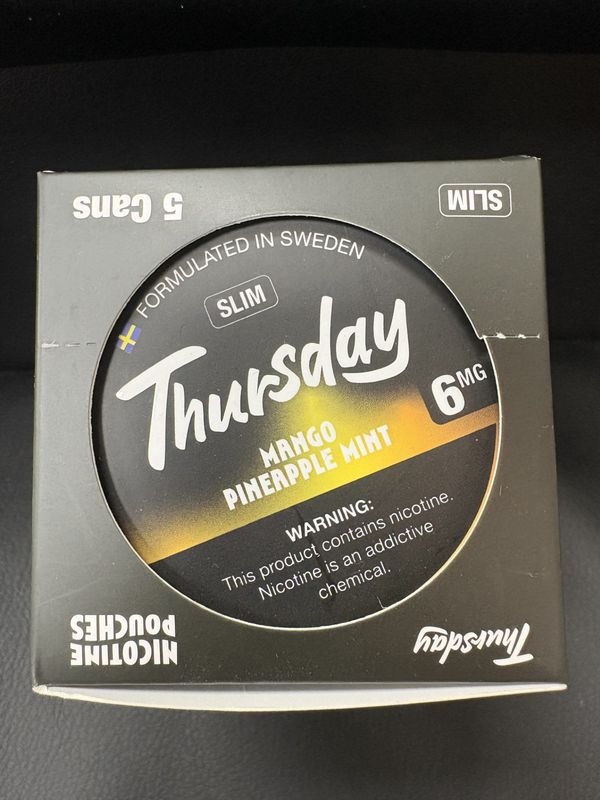 5 Cans
SLIM
FORMULATED IN SWEDEN
SLIM
Thursday
6MG
MANGO
PINEAPPLE MINT
WARNING:
This product contains nicotine.
Nicotine is an addictive
chemical.
NICOTINE
POUCHES
Thursday